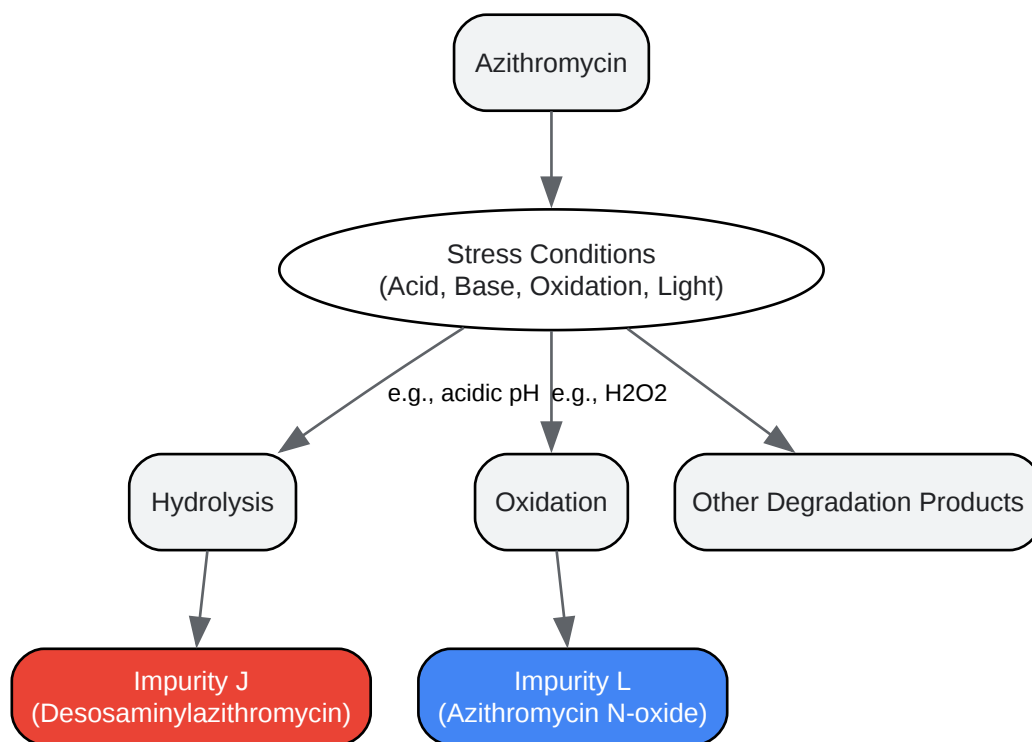 Azithromycin
Stress Conditions
(Acid, Base, Oxidation, Light)
e.g., acidic pH
e.g., H2O2
Hydrolysis
Oxidation
Other Degradation Products
Impurity J
(Desosaminylazithromycin)
Impurity L
(Azithromycin N-oxide)